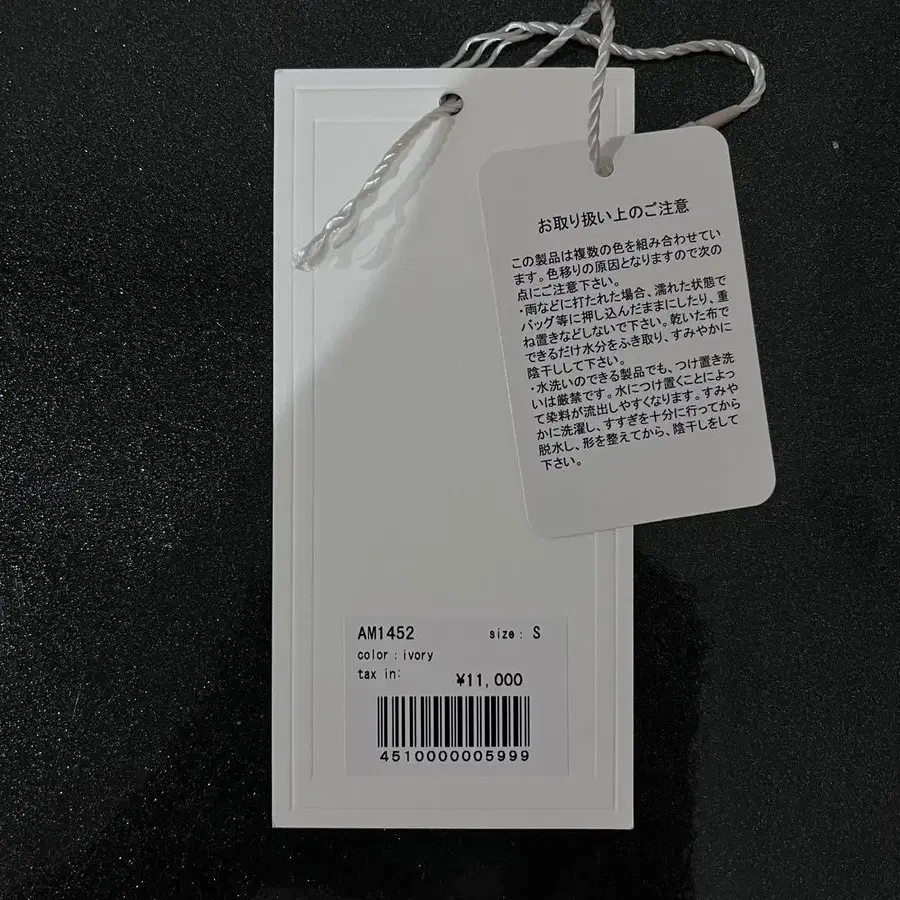 お取り扱い上のご注意
この製品は複数の色を組み合わせてい
ます。色移りの原因となりますので次の
点にご注意下さい。
・雨などに打たれた場合、濡れた状態で
バッグ等に押し込んだままにしたり、重
ね置きなどしないで下さい。乾いた布で
できるだけ水分をふき取り、すみやかに
陰干しして下さい。
・水洗いのできる製品でも、つけ置き洗
いは厳禁です。水につけ置くことによっ
て染料が流出しやすくなります。すみや
かに洗濯し、すすぎを十分に行ってから
脱水し、形を整えてから、陰干しをして
下さい。
AM1452 size: S
color:ivory
tax in:
¥11,000
4510000005999